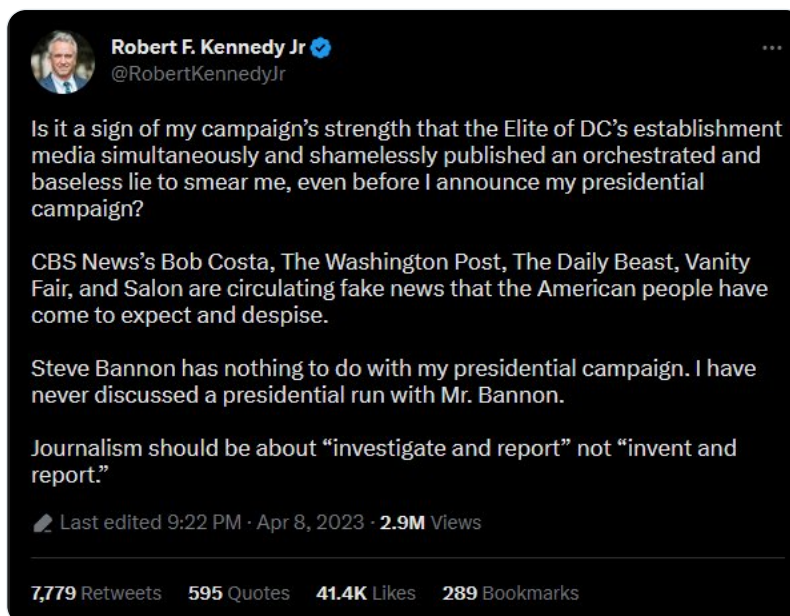 Robert F. Kennedy Jr
@RobertKennedyJr
Is it a sign of my campaign’s strength that the Elite of DC’s establishment
media simultaneously and shamelessly published an orchestrated and
baseless lie to smear me, even before I announce my presidential
campaign?
CBS News’s Bob Costa, The Washington Post, The Daily Beast, Vanity
Fair, and Salon are circulating fake news that the American people have
come to expect and despise.
Steve Bannon has nothing to do with my presidential campaign. I have
never discussed a presidential run with Mr. Bannon.
Journalism should be about “investigate and report” not “invent and
report.”
Last edited 9:22 PM · Apr 8, 2023 · 2.9M Views
7,779 Retweets 595 Quotes 41.4K Likes 289 Bookmarks